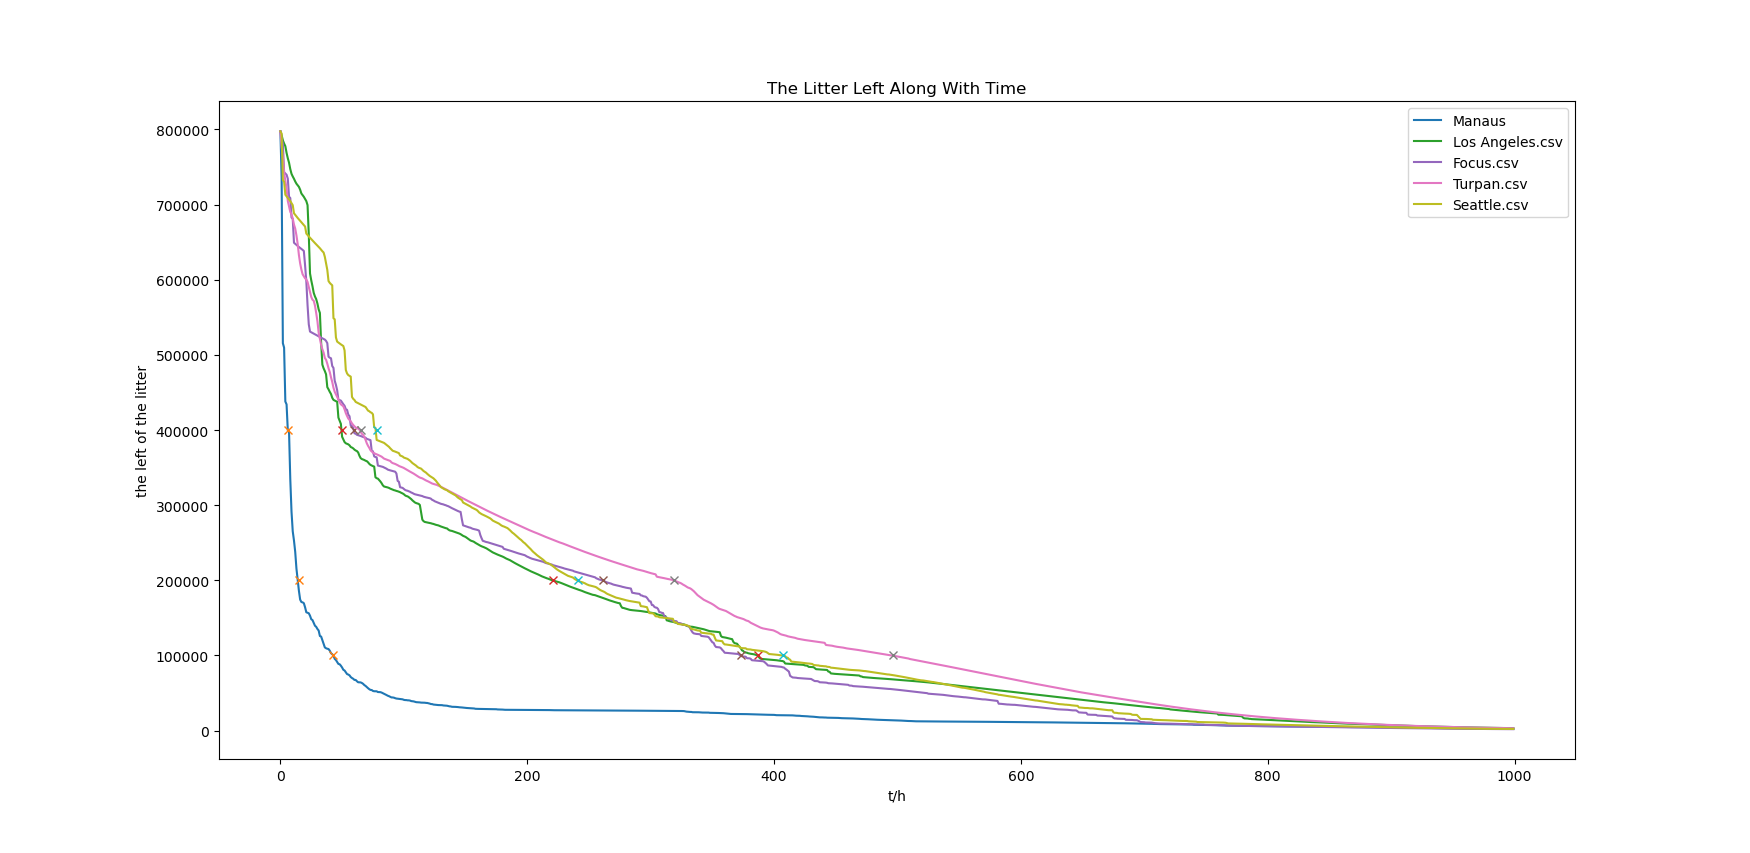 The Litter Left Along With Time
Manaus
Los Angeles.csv
Focus.csv
Turpan.csv
Seattle.csv
the left of the litter
800000
700000
600000
500000
400000
300000
200000
100000
0
0 200 400 600 800 1000
t/h